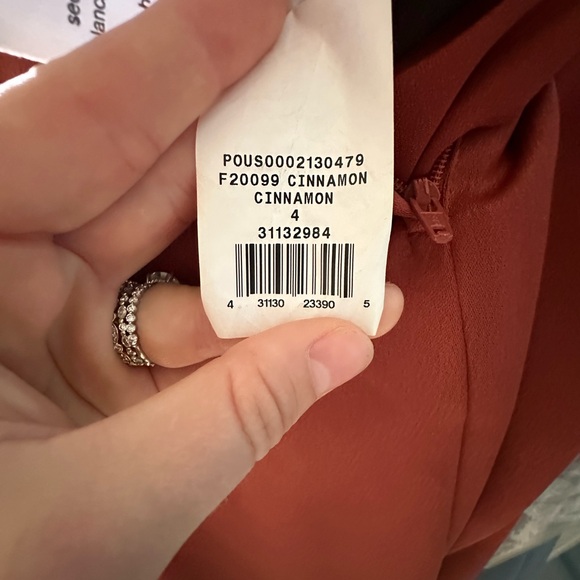 POUS0002130479
F20099 CINNAMON
CINNAMON
4
31132984
4 31130 23390 5